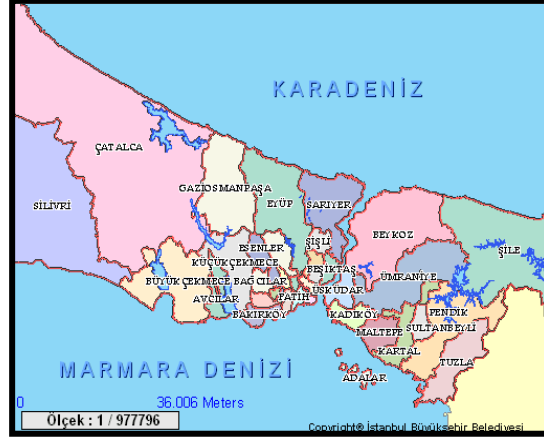 KARADENİZ
ÇATALCA
GAZİOSMANPAŞA
SİLİVRİ
EYÜP
SARIYER
BEYKOZ
ŞİŞLİ
ŞİLE
ESENLER
KÜÇÜKÇEKMECE
BEŞİKTAŞ
ÜMRANİYE
BÜYÜKÇEKMECE
BAĞCILAR
ÜSKÜDAR
AVCILAR
FATİH
PENDİK
BAKIRKÖY
KADIKÖY
SULTANBEYLİ
MALTEPE
KARTAL
TUZLA
MARMARA DENİZİ
ADALAR
0 36.006 Meters
Ölçek : 1 / 977796
Copyright® İstanbul Büyükşehir Belediyesi